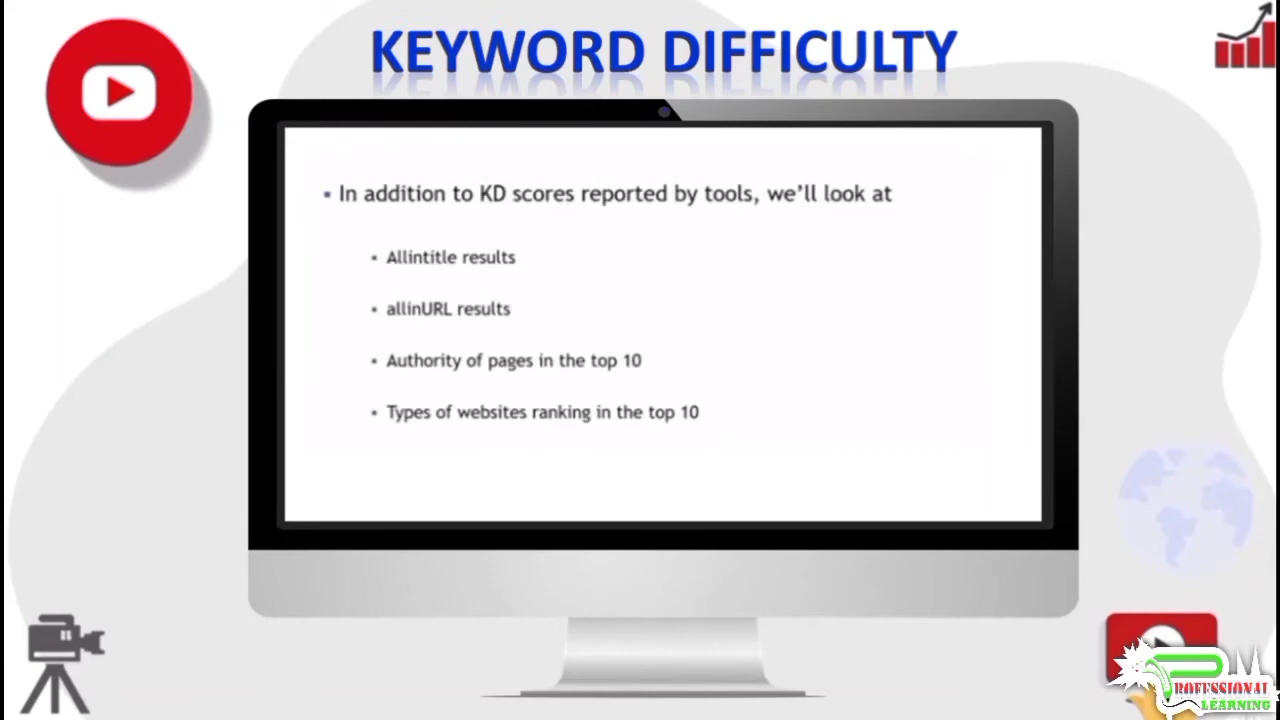 KEYWORD DIFFICULTY
▪ In addition to KD scores reported by tools, we'll look at
▪ Allintitle results
▪ allinURL results
▪ Authority of pages in the top 10
▪ Types of websites ranking in the top 10
PROFESSIONAL
LEARNING